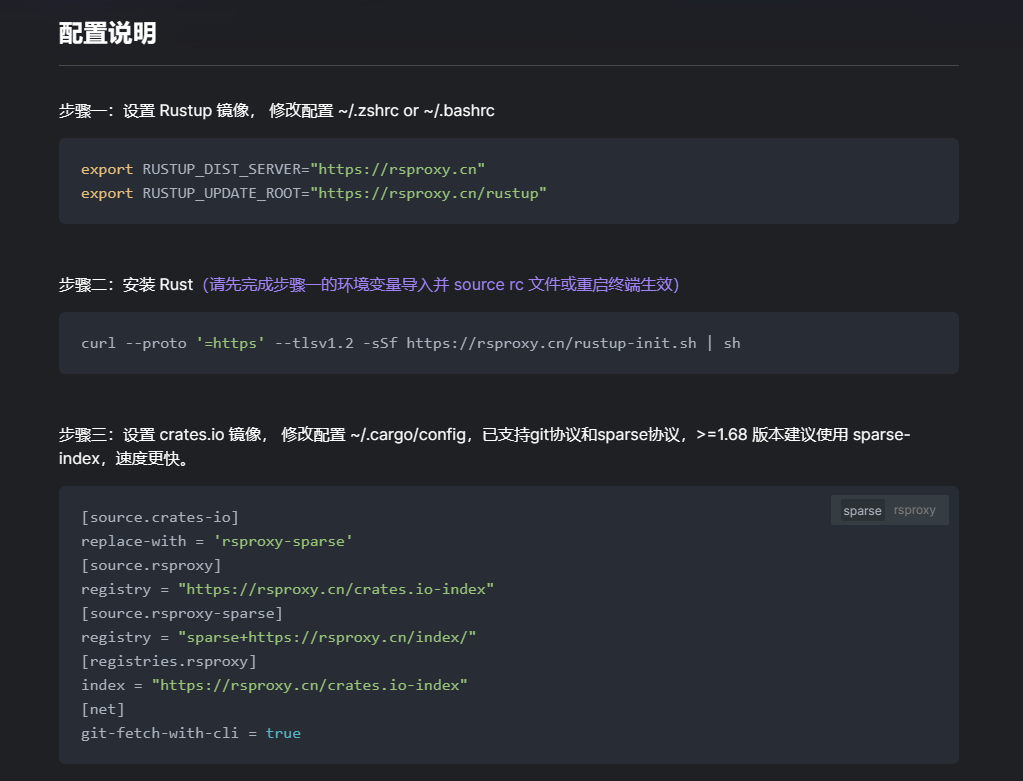 配置说明
步骤一：设置 Rustup 镜像， 修改配置 ~/.zshrc or ~/.bashrc
export RUSTUP_DIST_SERVER="https://rsproxy.cn"
export RUSTUP_UPDATE_ROOT="https://rsproxy.cn/rustup"
步骤二：安装 Rust（请先完成步骤一的环境变量导入并 source rc 文件或重启终端生效）
curl --proto '=https' --tlsv1.2 -sSf https://rsproxy.cn/rustup-init.sh | sh
步骤三：设置 crates.io 镜像， 修改配置 ~/.cargo/config，已支持git协议和sparse协议，>=1.68 版本建议使用 sparse-
index，速度更快。
sparse rsproxy
[source.crates-io]
replace-with = 'rsproxy-sparse'
[source.rsproxy]
registry = "https://rsproxy.cn/crates.io-index"
[source.rsproxy-sparse]
registry = "sparse+https://rsproxy.cn/index/"
[registries.rsproxy]
index = "https://rsproxy.cn/crates.io-index"
[net]
git-fetch-with-cli = true